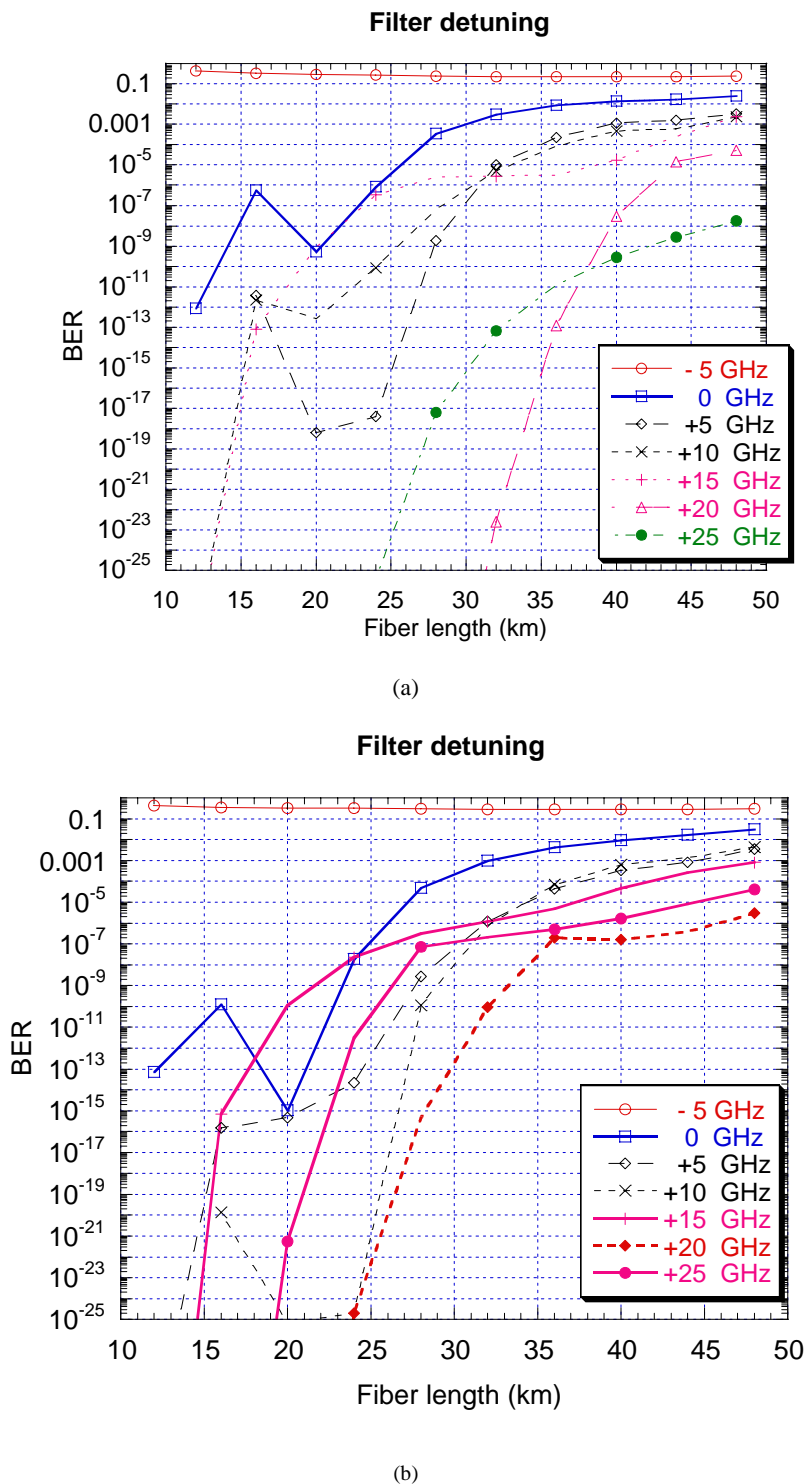 Filter detuning
0.1
0.001
10-5
10-7
10-9
10-11
10-13
10-15
10-17
10-19
10-21
10-23
10-25
BER
10 15 20 25 30 35 40 45 50
Fiber length (km)
- 5 GHz
0 GHz
+5 GHz
+10 GHz
+15 GHz
+20 GHz
+25 GHz
(a)
Filter detuning
0.1
0.001
10-5
10-7
10-9
10-11
10-13
10-15
10-17
10-19
10-21
10-23
10-25
BER
10 15 20 25 30 35 40 45 50
Fiber length (km)
- 5 GHz
0 GHz
+5 GHz
+10 GHz
+15 GHz
+20 GHz
+25 GHz
(b)